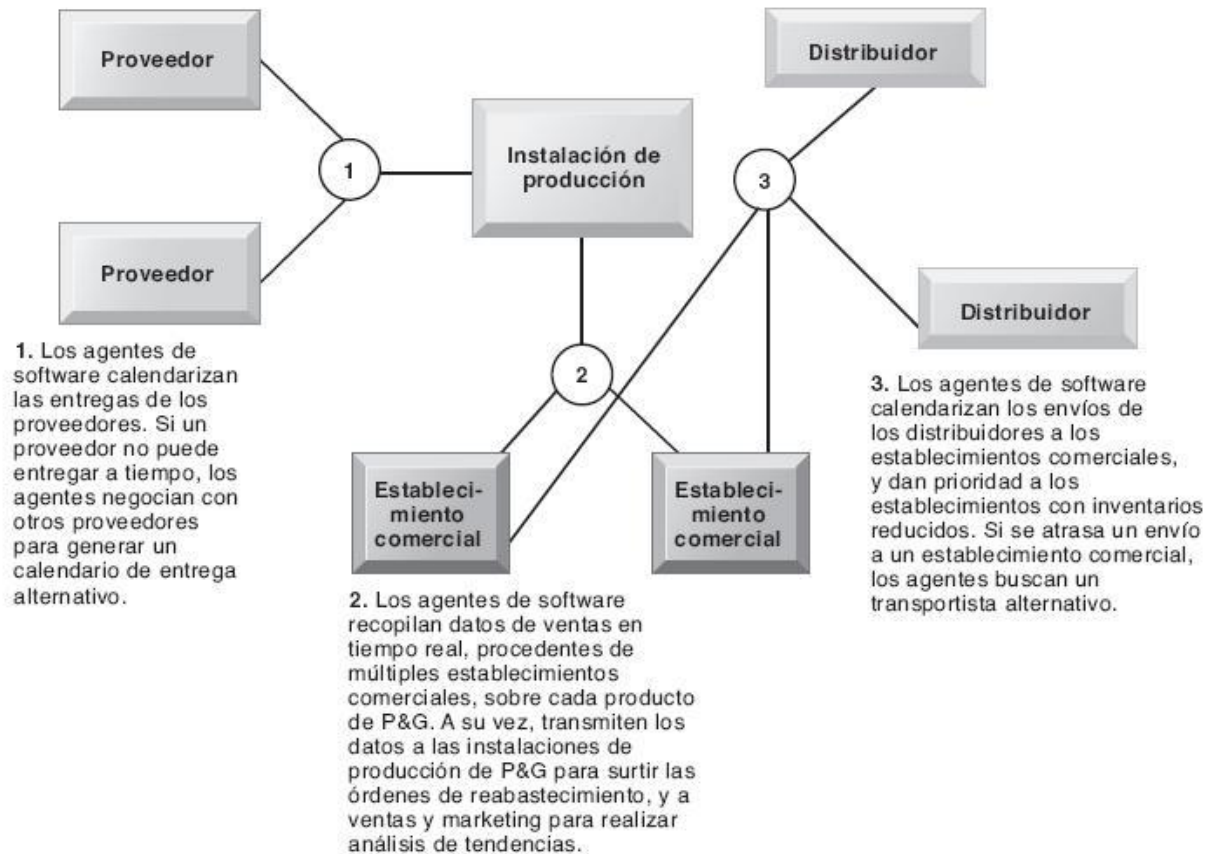 Proveedor
Distribuidor
Instalación de
producción
1
3
Proveedor
Distribuidor
1. Los agentes de
software calendarizan
las entregas de los
proveedores. Si un
proveedor no puede
entregar a tiempo, los
agentes negocian con
otros proveedores
para generar un
calendario de entrega
alternativo.
2
Estableci-
miento
comercial
Estableci-
miento
comercial
3. Los agentes de software
calendarizan los envíos de
los distribuidores a los
establecimientos comerciales,
y dan prioridad a los
establecimientos con inventarios
reducidos. Si se atrasa un envío
a un establecimiento comercial,
los agentes buscan un
transportista alternativo.
2. Los agentes de software
recopilan datos de ventas en
tiempo real, procedentes de
múltiples establecimientos
comerciales, sobre cada producto
de P&G. A su vez, transmiten los
datos a las instalaciones de
producción de P&G para surtir las
órdenes de reabastecimiento, y a
ventas y marketing para realizar
análisis de tendencias.